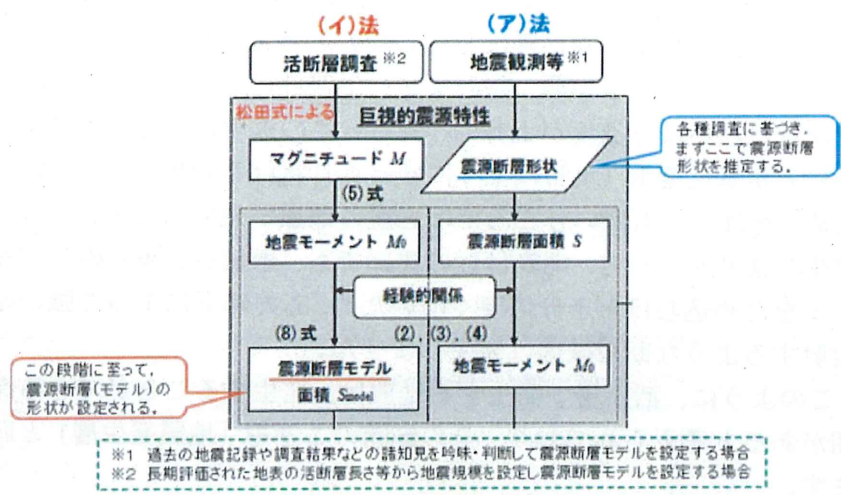 (イ)法
(ア)法
活断層調査※2
地震観測等※1
松田式による
巨視的震源特性
各種調査に基づき、
まずここで震源断層
形状を推定する。
マグニチュード M
震源断層形状
(5)式
地震モーメント M0
震源断層面積 S
経験的関係
(8)式
(2),(3),(4)
この段階に至って、
震源断層(モデル)の
形状が設定される。
震源断層モデル
面積 Smodel
地震モーメント M0
※1 過去の地震記録や調査結果などの諸知見を吟味・判断して震源断層モデルを設定する場合
※2 長期評価された地表の活断層長さ等から地震規模を設定し震源断層モデルを設定する場合